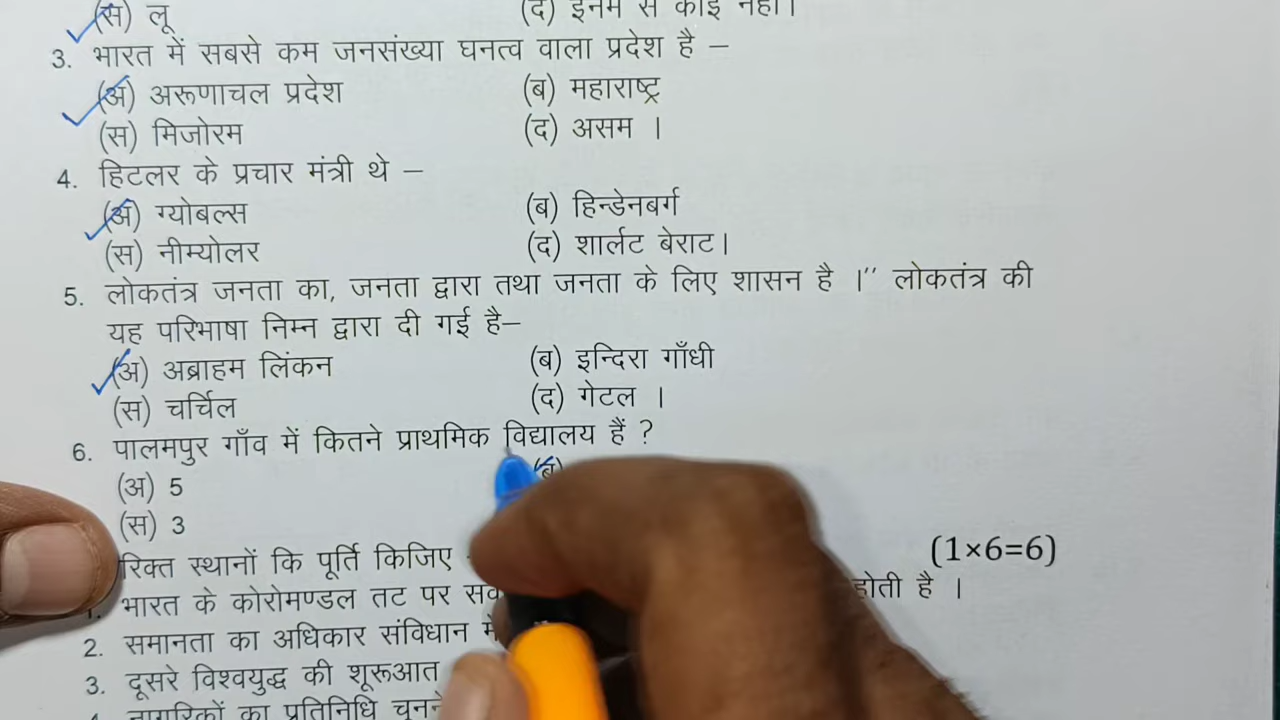 (स) लू (द) इनमें से कोई नहीं।
3. भारत में सबसे कम जनसंख्या घनत्व वाला प्रदेश है –
(अ) अरूणाचल प्रदेश (ब) महाराष्ट्र
(स) मिजोरम (द) असम ।
4. हिटलर के प्रचार मंत्री थे –
(अ) ग्योबल्स (ब) हिन्डेनबर्ग
(स) नीम्योलर (द) शार्लट बेराट।
5. लोकतंत्र जनता का, जनता द्वारा तथा जनता के लिए शासन है ।’’ लोकतंत्र की
यह परिभाषा निम्न द्वारा दी गई है–
(अ) अब्राहम लिंकन (ब) इन्दिरा गाँधी
(स) चर्चिल (द) गेटल ।
6. पालमपुर गाँव में कितने प्राथमिक विद्यालय हैं ?
(अ) 5 (ब)
(स) 3
रिक्त स्थानों कि पूर्ति किजिए (1×6=6)
1. भारत के कोरोमण्डल तट पर होती है ।
2. समानता का अधिकार संविधान
3. दूसरे विश्वयुद्ध की शूरूआत
4. नागरिकों का प्रतिनिधि चूनने